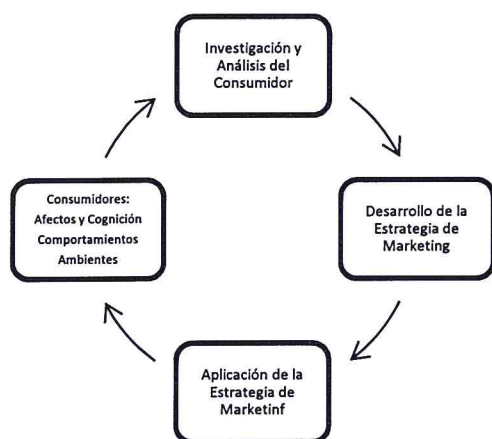 Investigación y
Análisis del
Consumidor
Desarrollo de la
Estrategia de
Marketing
Aplicación de la
Estrategia de
Marketinf
Consumidores:
Afectos y Cognición
Comportamientos
Ambientes